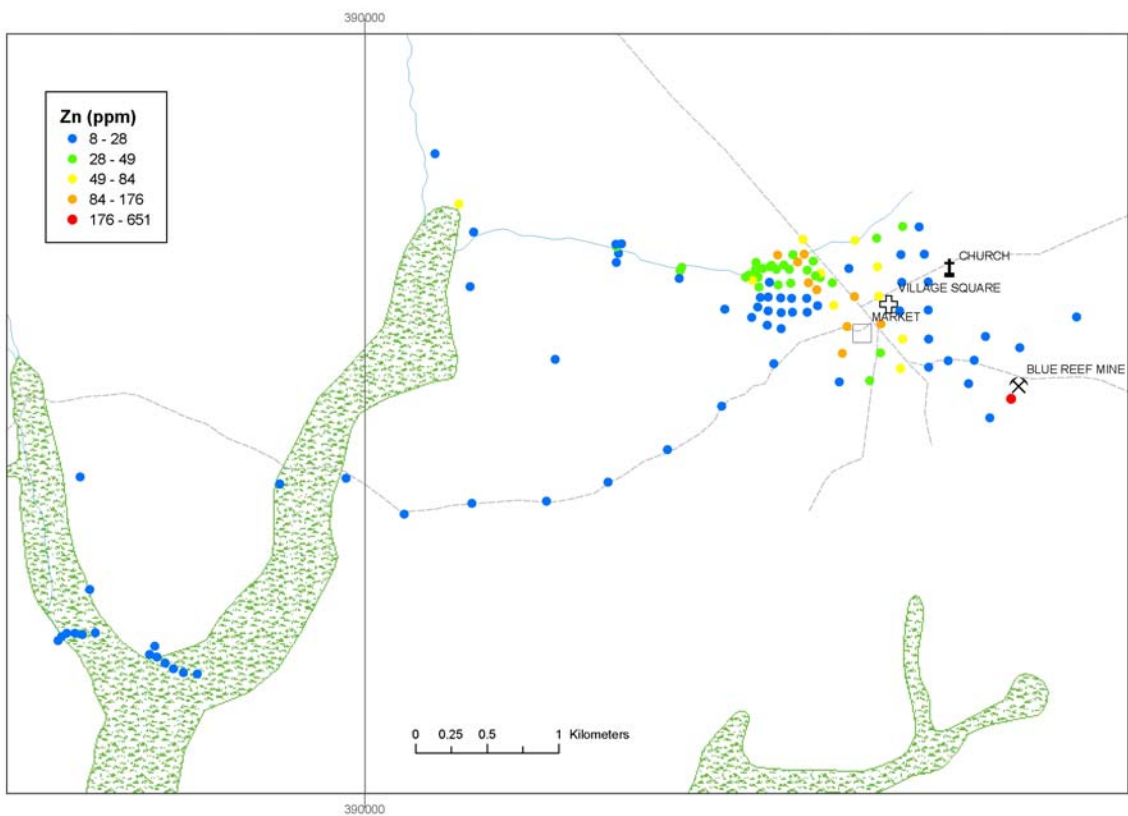 390000
Zn (ppm)
8 - 28
28 - 49
49 - 84
84 - 176
176 - 651
CHURCH
VILLAGE SQUARE
MARKET
BLUE REEF MINE
0 0.25 0.5 1 Kilometers
390000